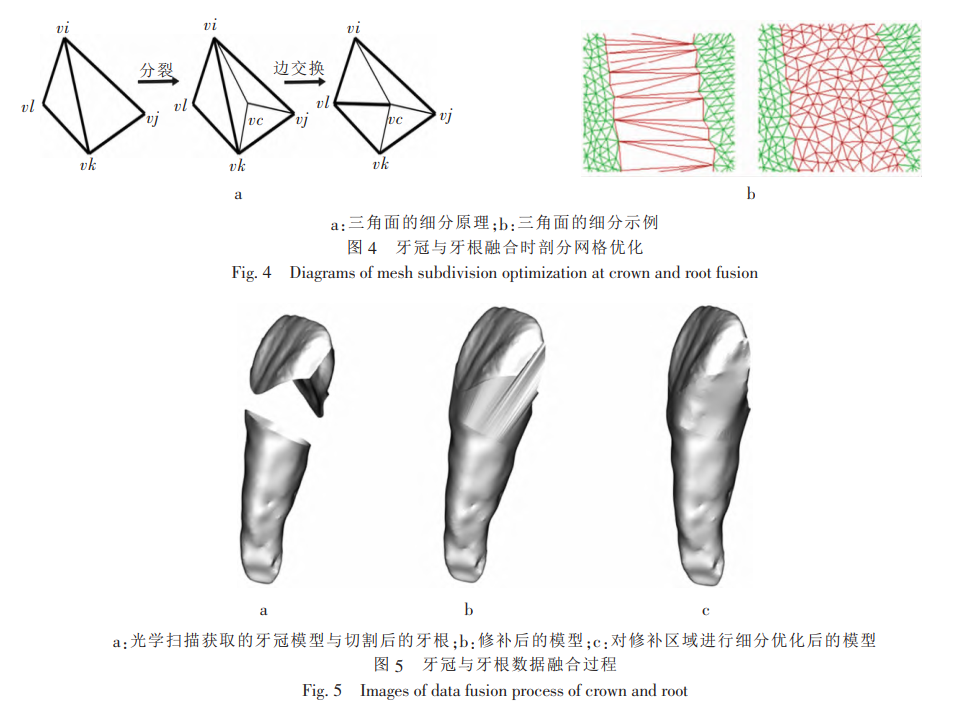 vi
vl
vj
vk
分裂
vi
vl
vc
vj
vk
边交换
vi
vl
vc
vj
vk
a
b
a:三角面的细分原理;b:三角面的细分示例
图 4 牙冠与牙根融合时剖分网格优化
Fig. 4 Diagrams of mesh subdivision optimization at crown and root fusion
a
b
c
a:光学扫描获取的牙冠模型与切割后的牙根;b:修补后的模型;c:对修补区域进行细分优化后的模型
图 5 牙冠与牙根数据融合过程
Fig. 5 Images of data fusion process of crown and root